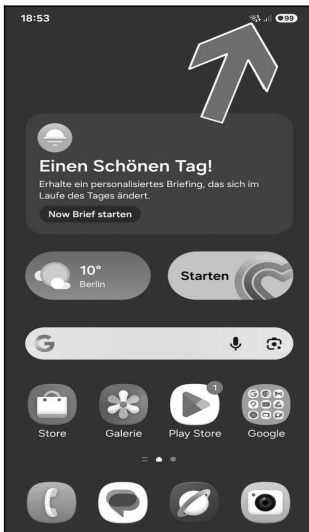 18:53
99
Einen Schönen Tag!
Erhalte ein personalisiertes Briefing, das sich im
Laufe des Tages ändert.
Now Brief starten
10°
Berlin
Starten
G
1
Store
Galerie
Play Store
Google